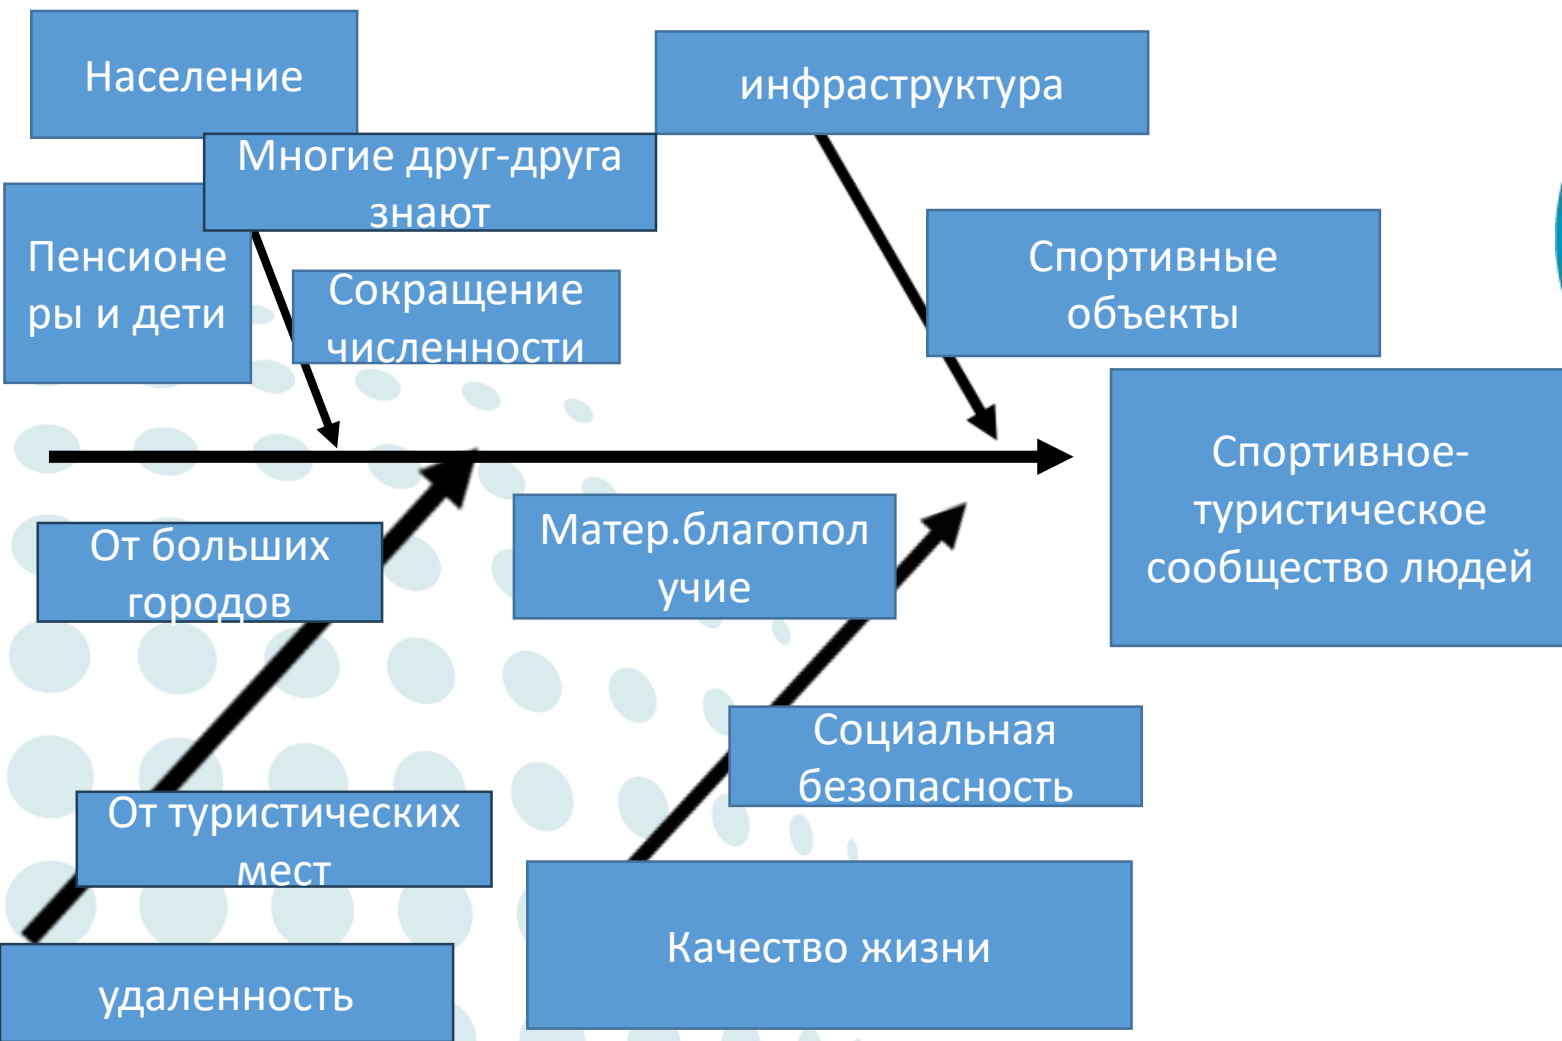 Население
инфраструктура
Многие друг-друга
знают
Пенсионе
ры и дети
Спортивные
объекты
Сокращение
численности
Спортивное-
туристическое
сообщество людей
От больших
городов
Матер.благопол
учие
Социальная
безопасность
От туристических
мест
Качество жизни
удаленность